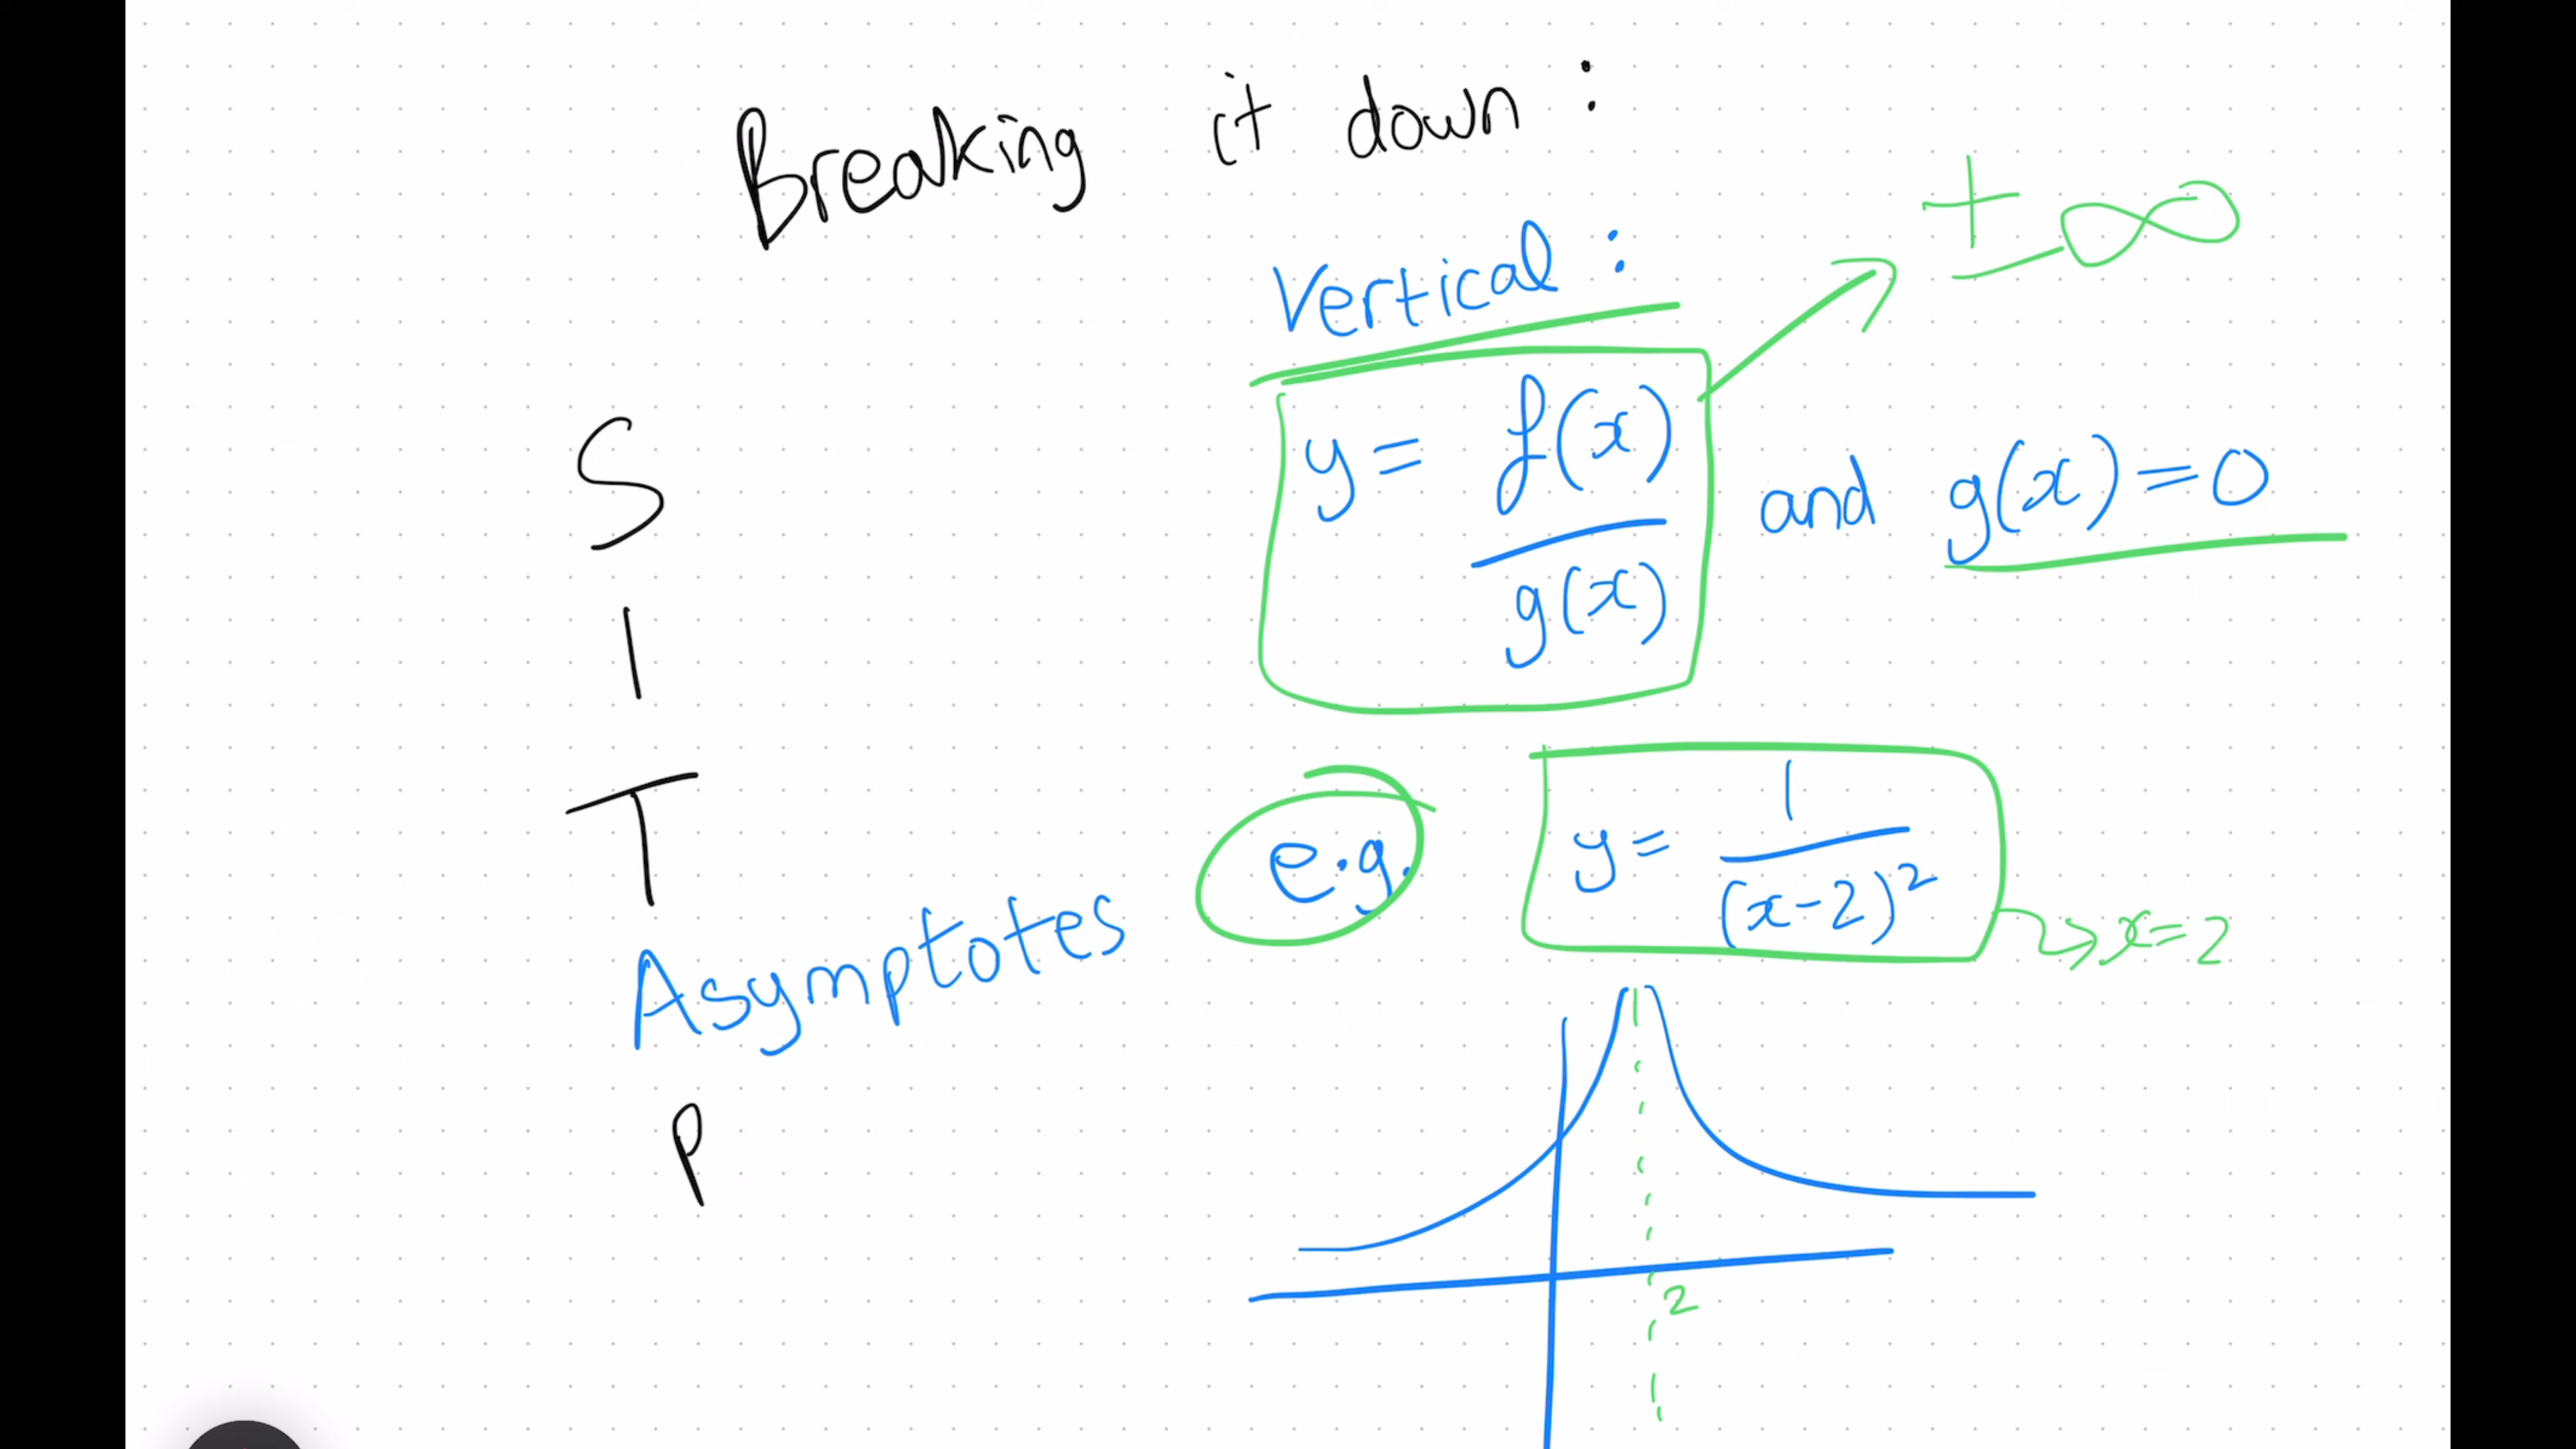 Breaking it down :
Vertical :
± ∞
y = f(x)/g(x) and g(x) = 0
S
I
T
Asymptotes
P
e.g.
y = 1/(x-2)²
x = 2
2